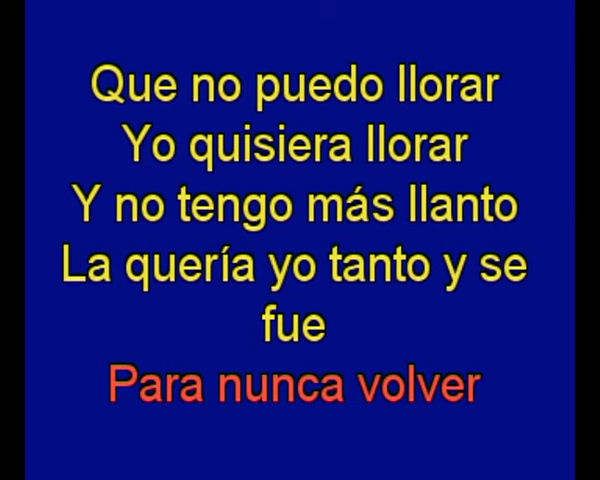 Que no puedo llorar
Yo quisiera llorar
Y no tengo más llanto
La quería yo tanto y se
fue
Para nunca volver